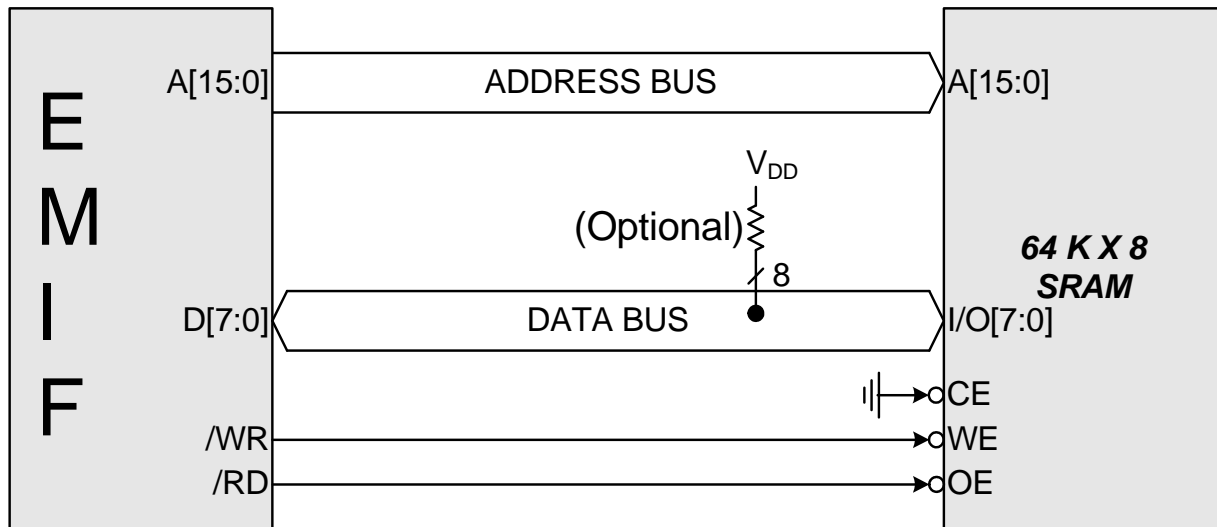 E
M
I
F
A[15:0]
ADDRESS BUS
A[15:0]
VDD
(Optional)
8
64 K X 8
SRAM
D[7:0]
DATA BUS
I/O[7:0]
CE
/WR
WE
/RD
OE